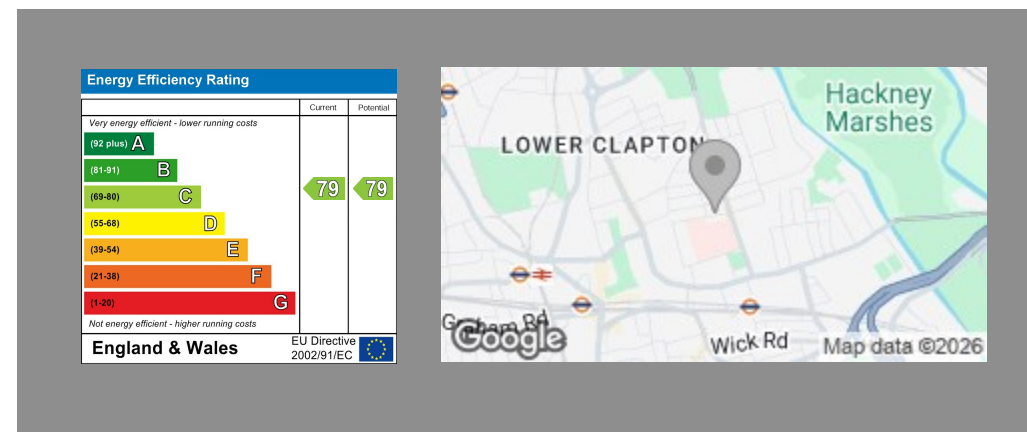 Energy Efficiency Rating
Current Potential
Very energy efficient - lower running costs
(92 plus) A
(81-91) B
(69-80) C
79 79
(55-68) D
(39-54) E
(21-38) F
(1-20) G
Not energy efficient - higher running costs
England & Wales
EU Directive
2002/91/EC
Hackney
Marshes
LOWER CLAPTON
Graham Rd
Google
Wick Rd
Map data ©2026